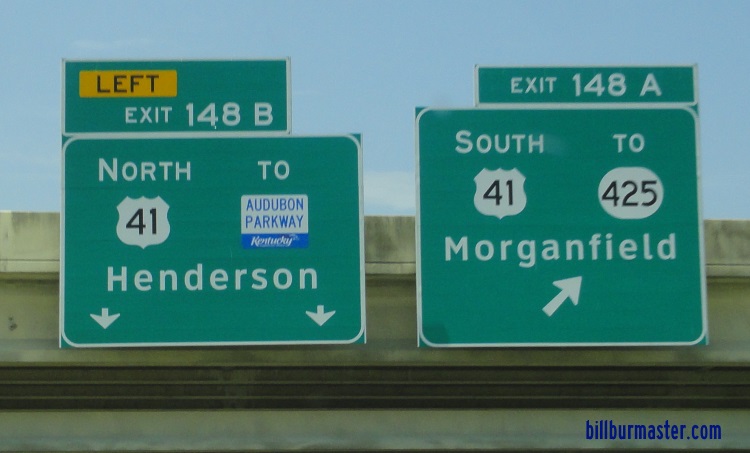 LEFT
EXIT 148 B
NORTH TO
41
AUDUBON
PARKWAY
Kentucky
Henderson
EXIT 148 A
SOUTH TO
41 425
Morganfield
billburmaster.com